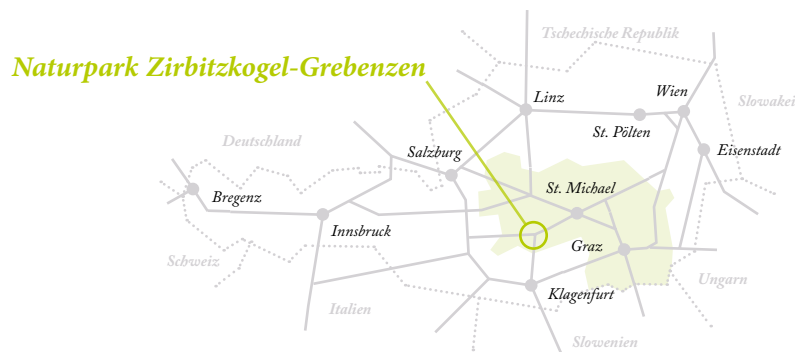 Tschechische Republik
Naturpark Zirbitzkogel-Grebenzen
Linz
Wien
Slowakei
St. Pölten
Deutschland
Salzburg
Eisenstadt
St. Michael
Bregenz
Innsbruck
Graz
Schweiz
Ungarn
Klagenfurt
Italien
Slowenien